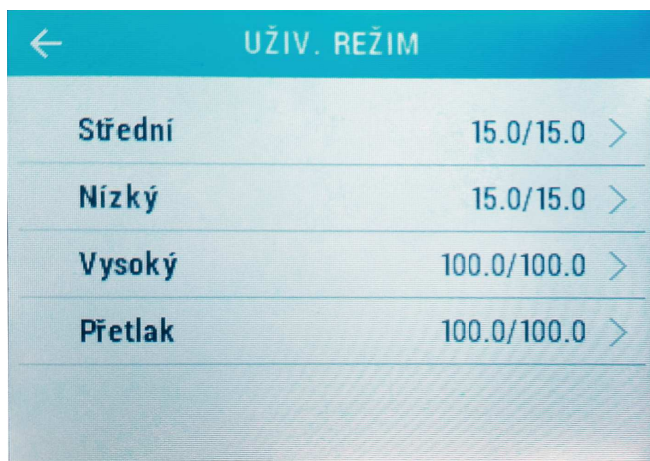 UŽIV. REŽIM
Střední 15.0/15.0
Nízký 15.0/15.0
Vysoký 100.0/100.0
Přetlak 100.0/100.0